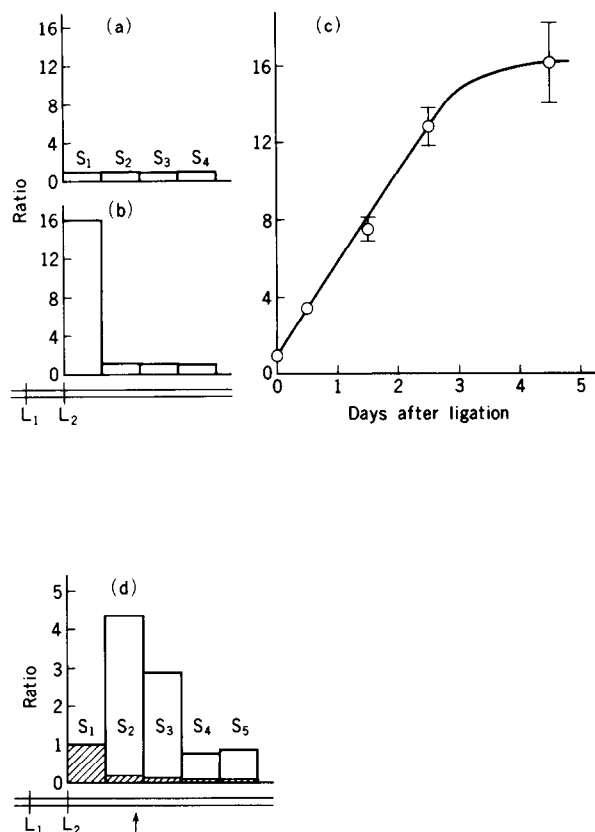 (a)
16
12
8
4
0
S1 S2 S3 S4
Ratio
(b)
16
12
8
4
0
L1 L2
(c)
16
12
8
4
0
0 1 2 3 4 5
Days after ligation
(d)
5
4
3
2
1
0
Ratio
S1 S2 S3 S4 S5
L1 L2